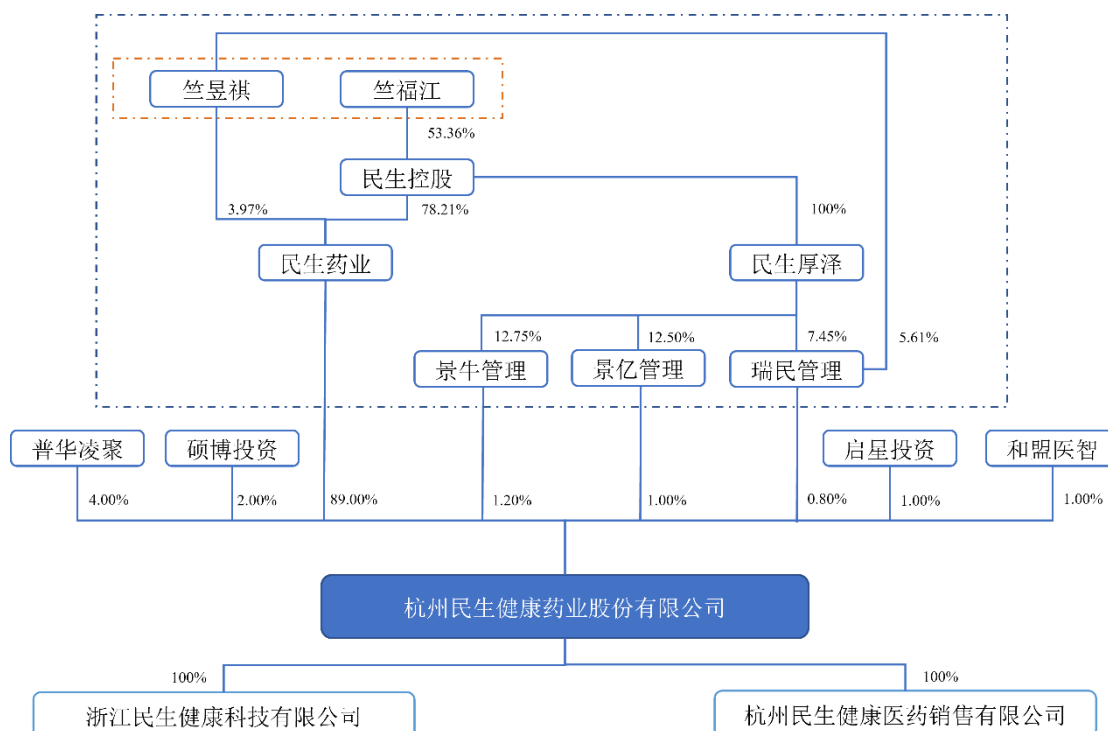 竺昱祺
竺福江
53.36%
民生控股
3.97%
78.21%
100%
民生药业
民生厚泽
12.75%
12.50%
7.45%
5.61%
景牛管理
景亿管理
瑞民管理
普华凌聚
硕博投资
启星投资
和盟医智
4.00%
2.00%
89.00%
1.20%
1.00%
0.80%
1.00%
1.00%
杭州民生健康药业股份有限公司
100%
100%
浙江民生健康科技有限公司
杭州民生健康医药销售有限公司